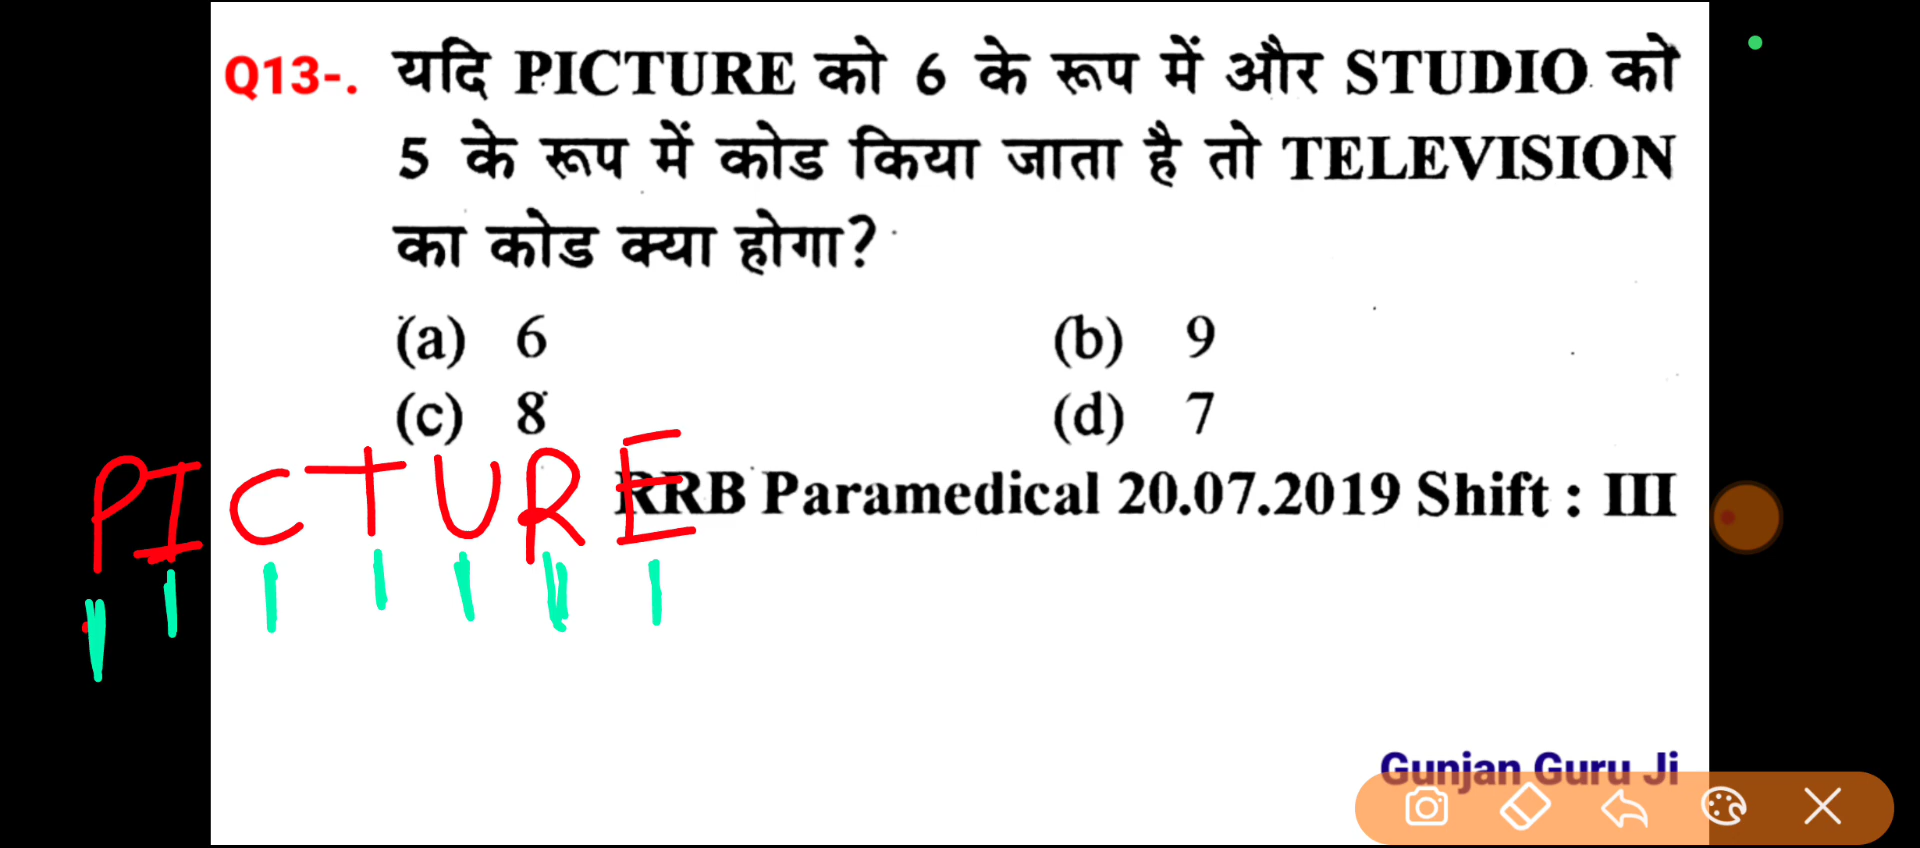 Q13-. यदि PICTURE को 6 के रूप में और STUDIO को
5 के रूप में कोड किया जाता है तो TELEVISION
का कोड क्या होगा?
(a) 6 (b) 9
(c) 8 (d) 7
PICTURE
RRB Paramedical 20.07.2019 Shift : III
Gunjan Guru Ji